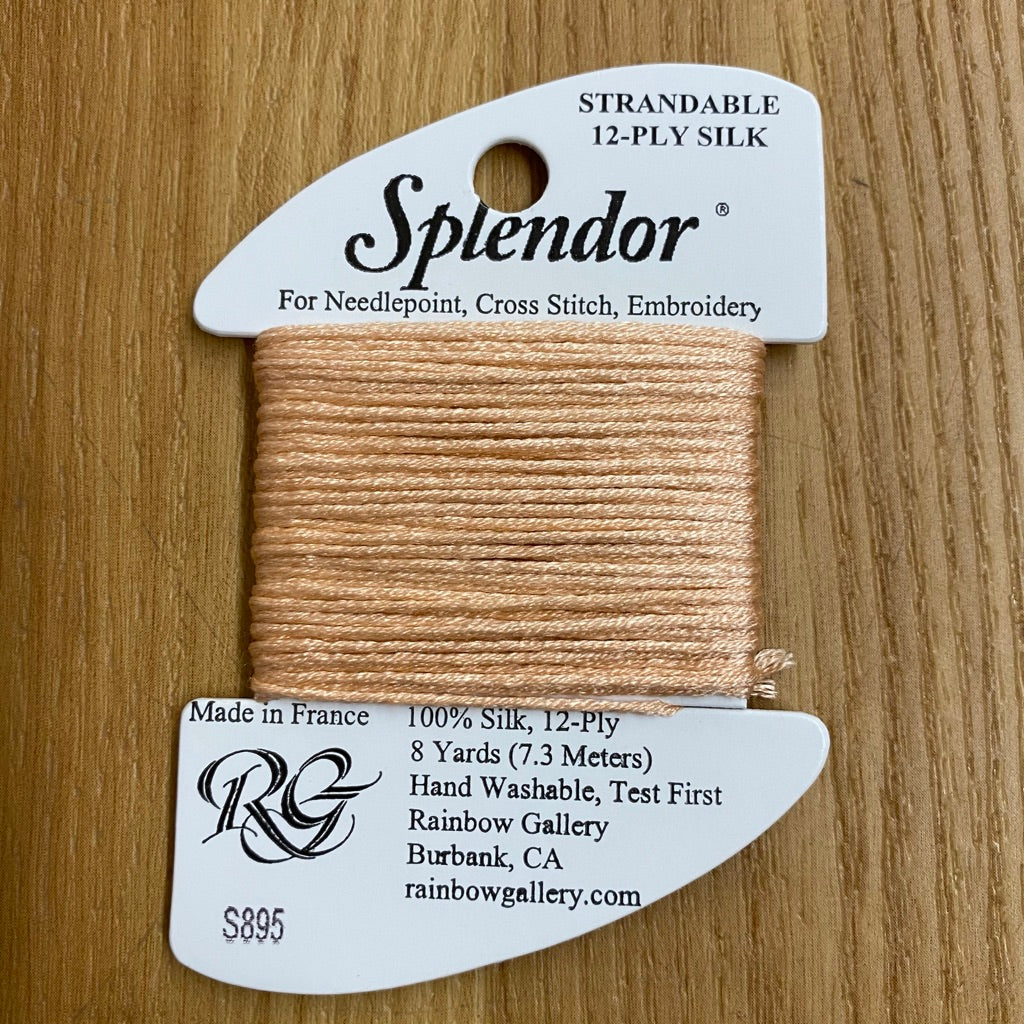 STRANDABLE
12-PLY SILK
Splendor ®
For Needlepoint, Cross Stitch, Embroidery
Made in France
100% Silk, 12-Ply
8 Yards (7.3 Meters)
Hand Washable, Test First
Rainbow Gallery
Burbank, CA
rainbowgallery.com
RG
S895